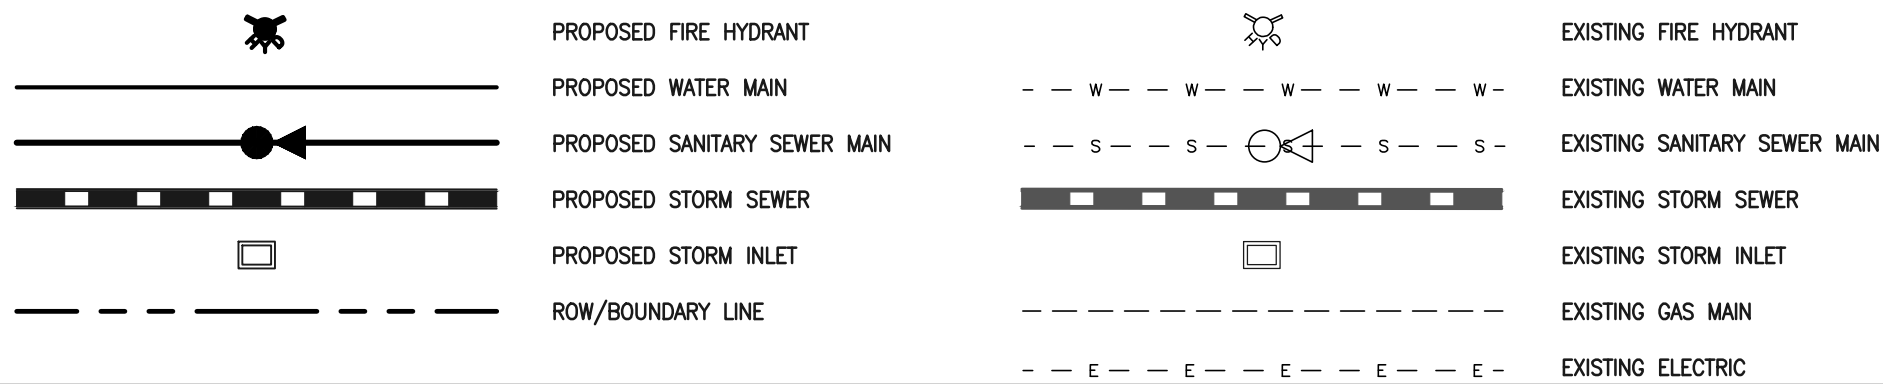 HYD PROPOSED FIRE HYDRANT HYD EXISTING FIRE HYDRANT
PROPOSED WATER MAIN W W W W W EXISTING WATER MAIN
PROPOSED SANITARY SEWER MAIN S S S S S EXISTING SANITARY SEWER MAIN
PROPOSED STORM SEWER EXISTING STORM SEWER
PROPOSED STORM INLET EXISTING STORM INLET
ROW/BOUNDARY LINE EXISTING GAS MAIN
E E E E E EXISTING ELECTRIC